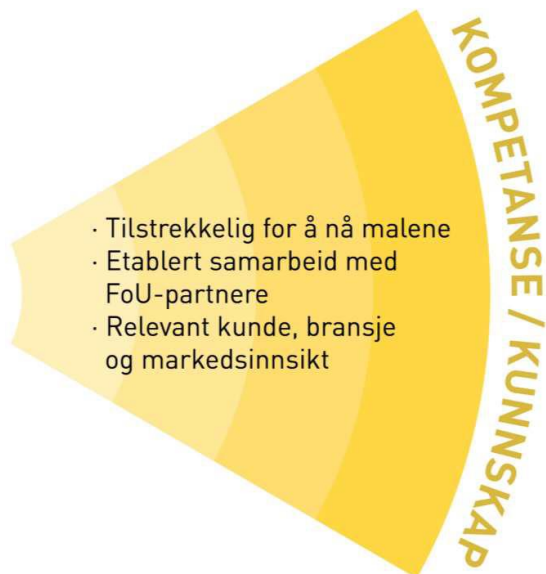 · Tilstrekkelig for å nå malene
· Etablert samarbeid med
FoU-partnere
· Relevant kunde, bransje
og markedsinnsikt
KOMPETANSE / KUNNSKAP